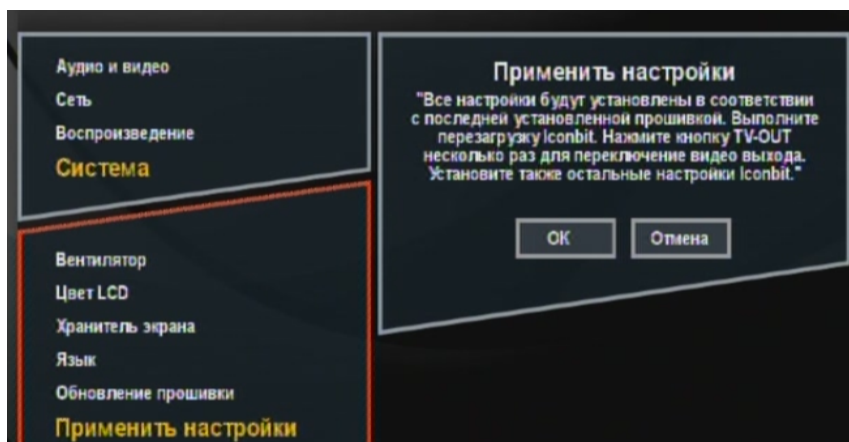 Аудио и видео
Сеть
Воспроизведение
Система
Вентилятор
Цвет LCD
Хранитель экрана
Язык
Обновление прошивки
Применить настройки
Применить настройки
"Все настройки будут установлены в соответствии
с последней установленной прошивкой. Выполните
перезагрузку Iconbit. Нажмите кнопку TV-OUT
несколько раз для переключение видео выхода.
Установите также остальные настройки Iconbit."
ОК
Отмена